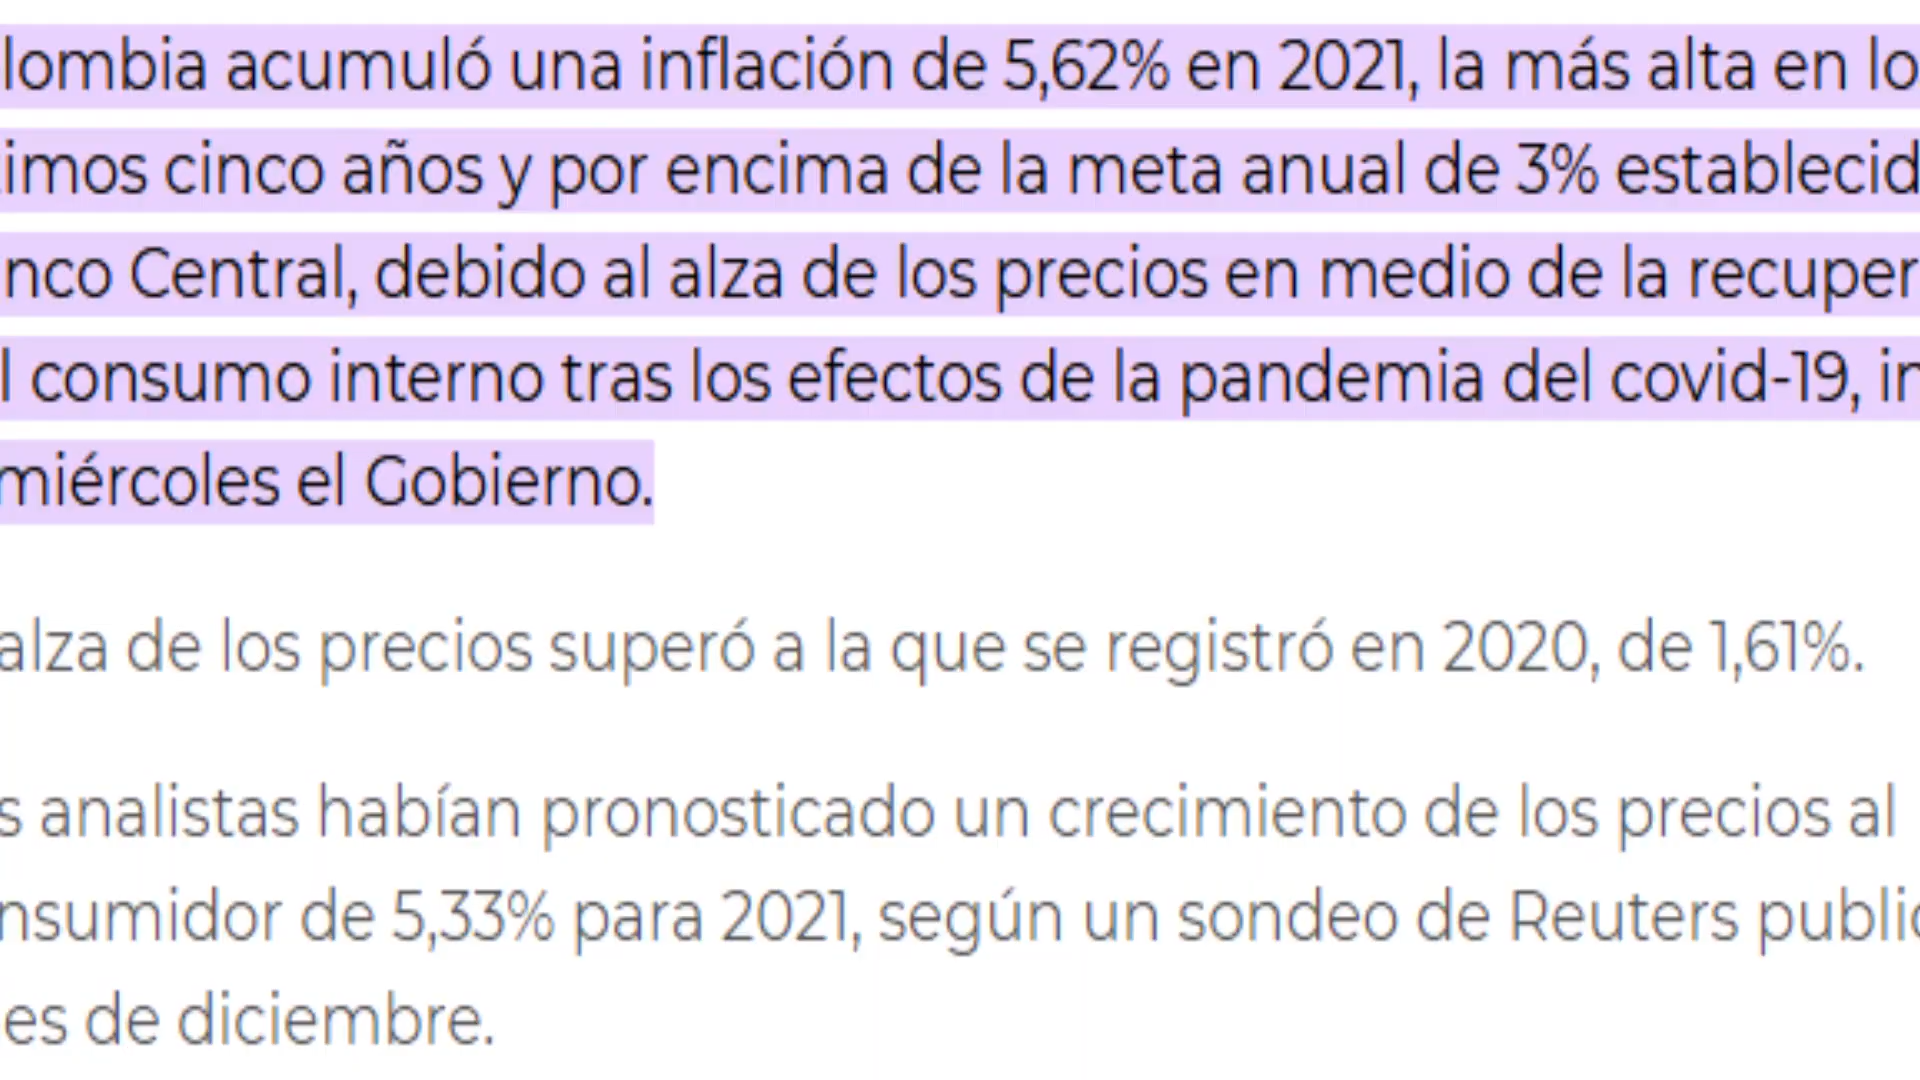 lombia acumuló una inflación de 5,62% en 2021, la más alta en lo
timos cinco años y por encima de la meta anual de 3% establecid
nco Central, debido al alza de los precios en medio de la recuper
l consumo interno tras los efectos de la pandemia del covid-19, in
miércoles el Gobierno.
alza de los precios superó a la que se registró en 2020, de 1,61%.
s analistas habían pronosticado un crecimiento de los precios al
nsumidor de 5,33% para 2021, según un sondeo de Reuters public
es de diciembre.